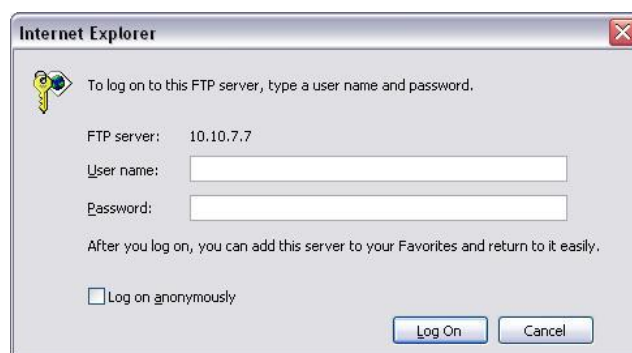 Internet Explorer
To log on to this FTP server, type a user name and password.
FTP server: 10.10.7.7
User name:
Password:
After you log on, you can add this server to your Favorites and return to it easily.
Log on anonymously
Log On Cancel